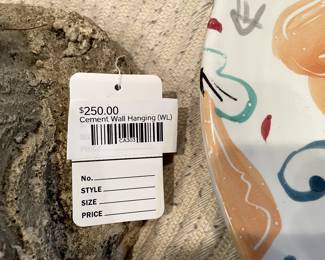 $250.00
Cement Wall Hanging (WL)
No.
STYLE
SIZE
PRICE